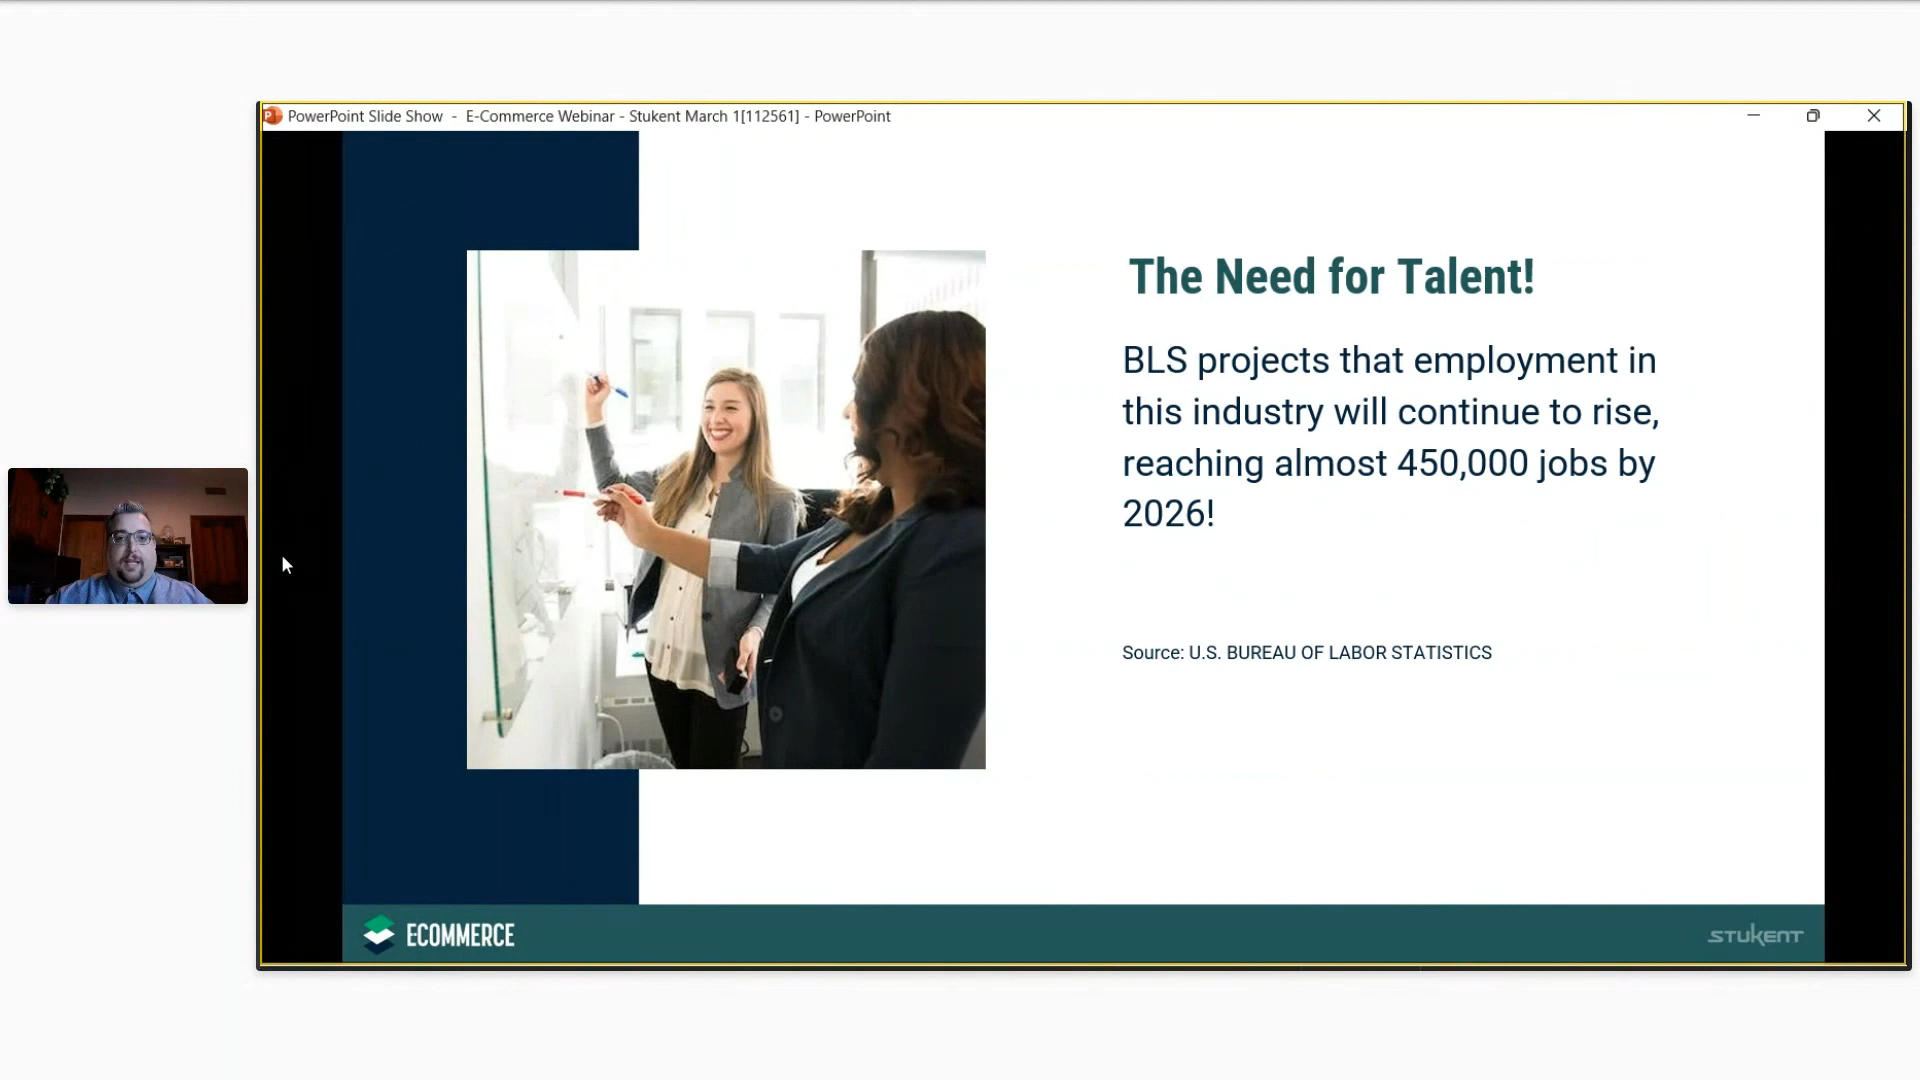 PowerPoint Slide Show - E-Commerce Webinar - Stukent March 1[112561] - PowerPoint
The Need for Talent!
BLS projects that employment in
this industry will continue to rise,
reaching almost 450,000 jobs by
2026!
Source: U.S. BUREAU OF LABOR STATISTICS
ECOMMERCE
STUKENT